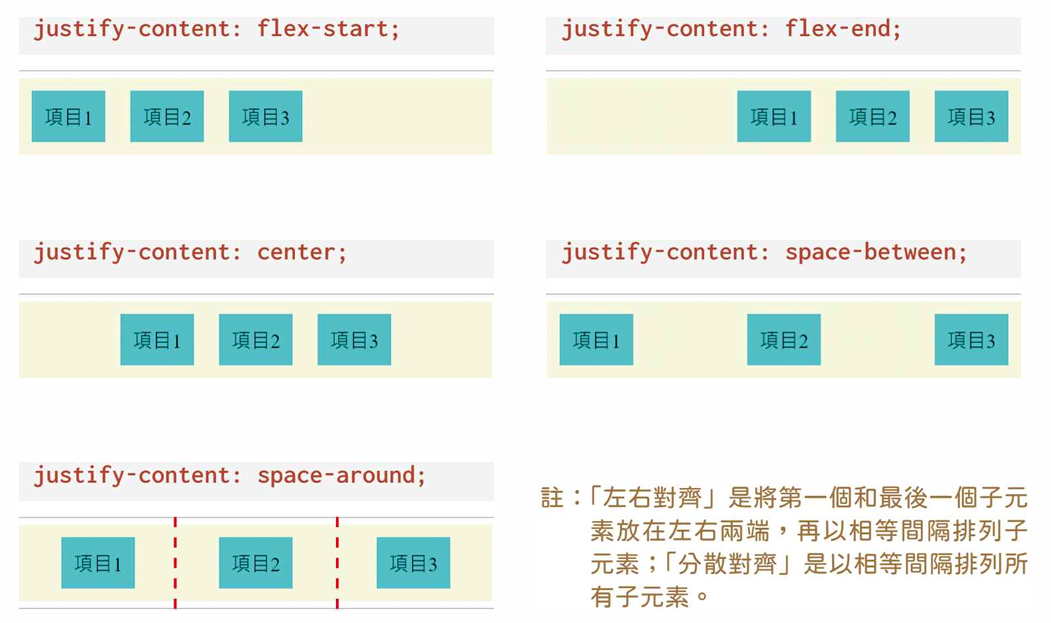 justify-content: flex-start;
項目1 項目2 項目3
justify-content: flex-end;
項目1 項目2 項目3
justify-content: center;
項目1 項目2 項目3
justify-content: space-between;
項目1 項目2 項目3
justify-content: space-around;
項目1 項目2 項目3
註：「左右對齊」是將第一個和最後一個子元
素放在左右兩端，再以相等間隔排列子
元素；「分散對齊」是以相等間隔排列所
有子元素。